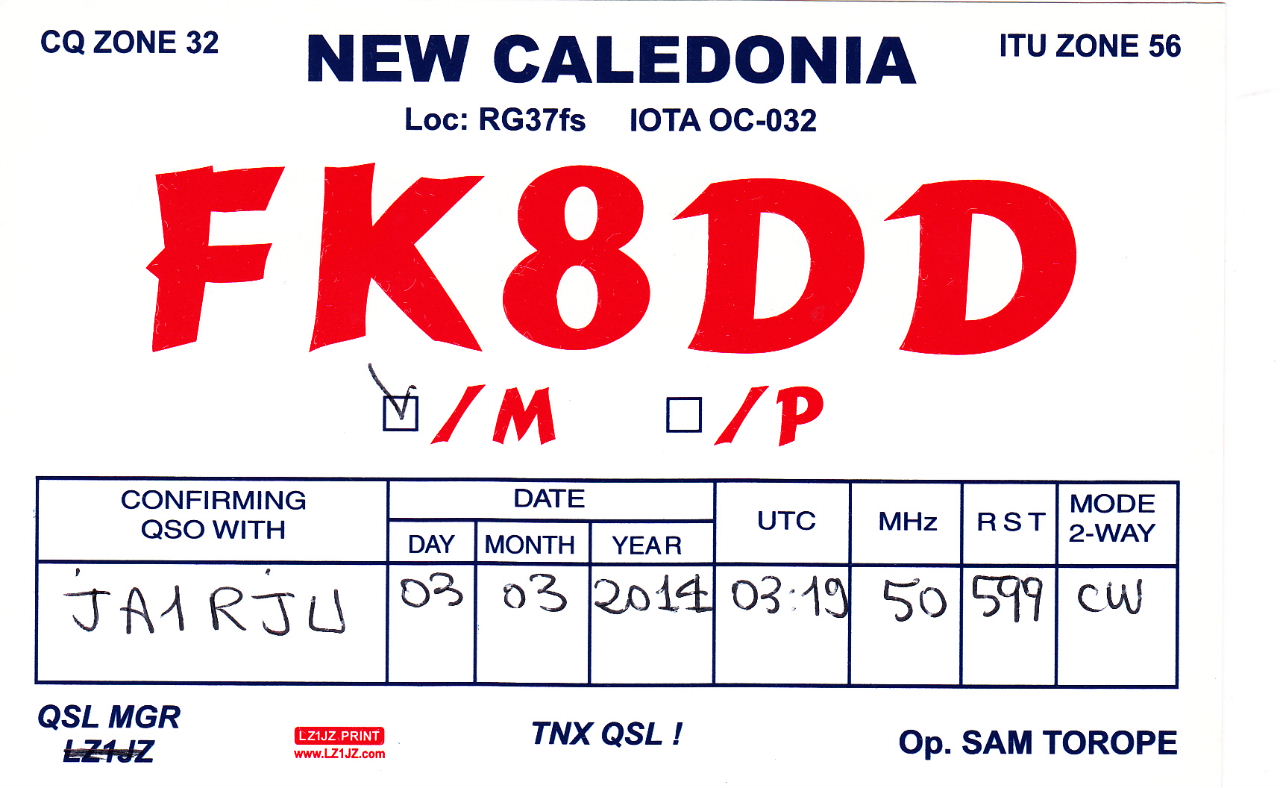 CQ ZONE 32 NEW CALEDONIA ITU ZONE 56
Loc: RG37fs IOTA OC-032
FK8DD
/M /P
CONFIRMING QSO WITH
DATE
DAY MONTH YEAR
UTC
MHz
RST
MODE
2-WAY
JA1RJU 03 03 2014 03:19 50 599 CW
QSL MGR
LZ1JZ
LZ1JZ.PRINT
www.LZ1JZ.com
TNX QSL !
Op. SAM TOROPE